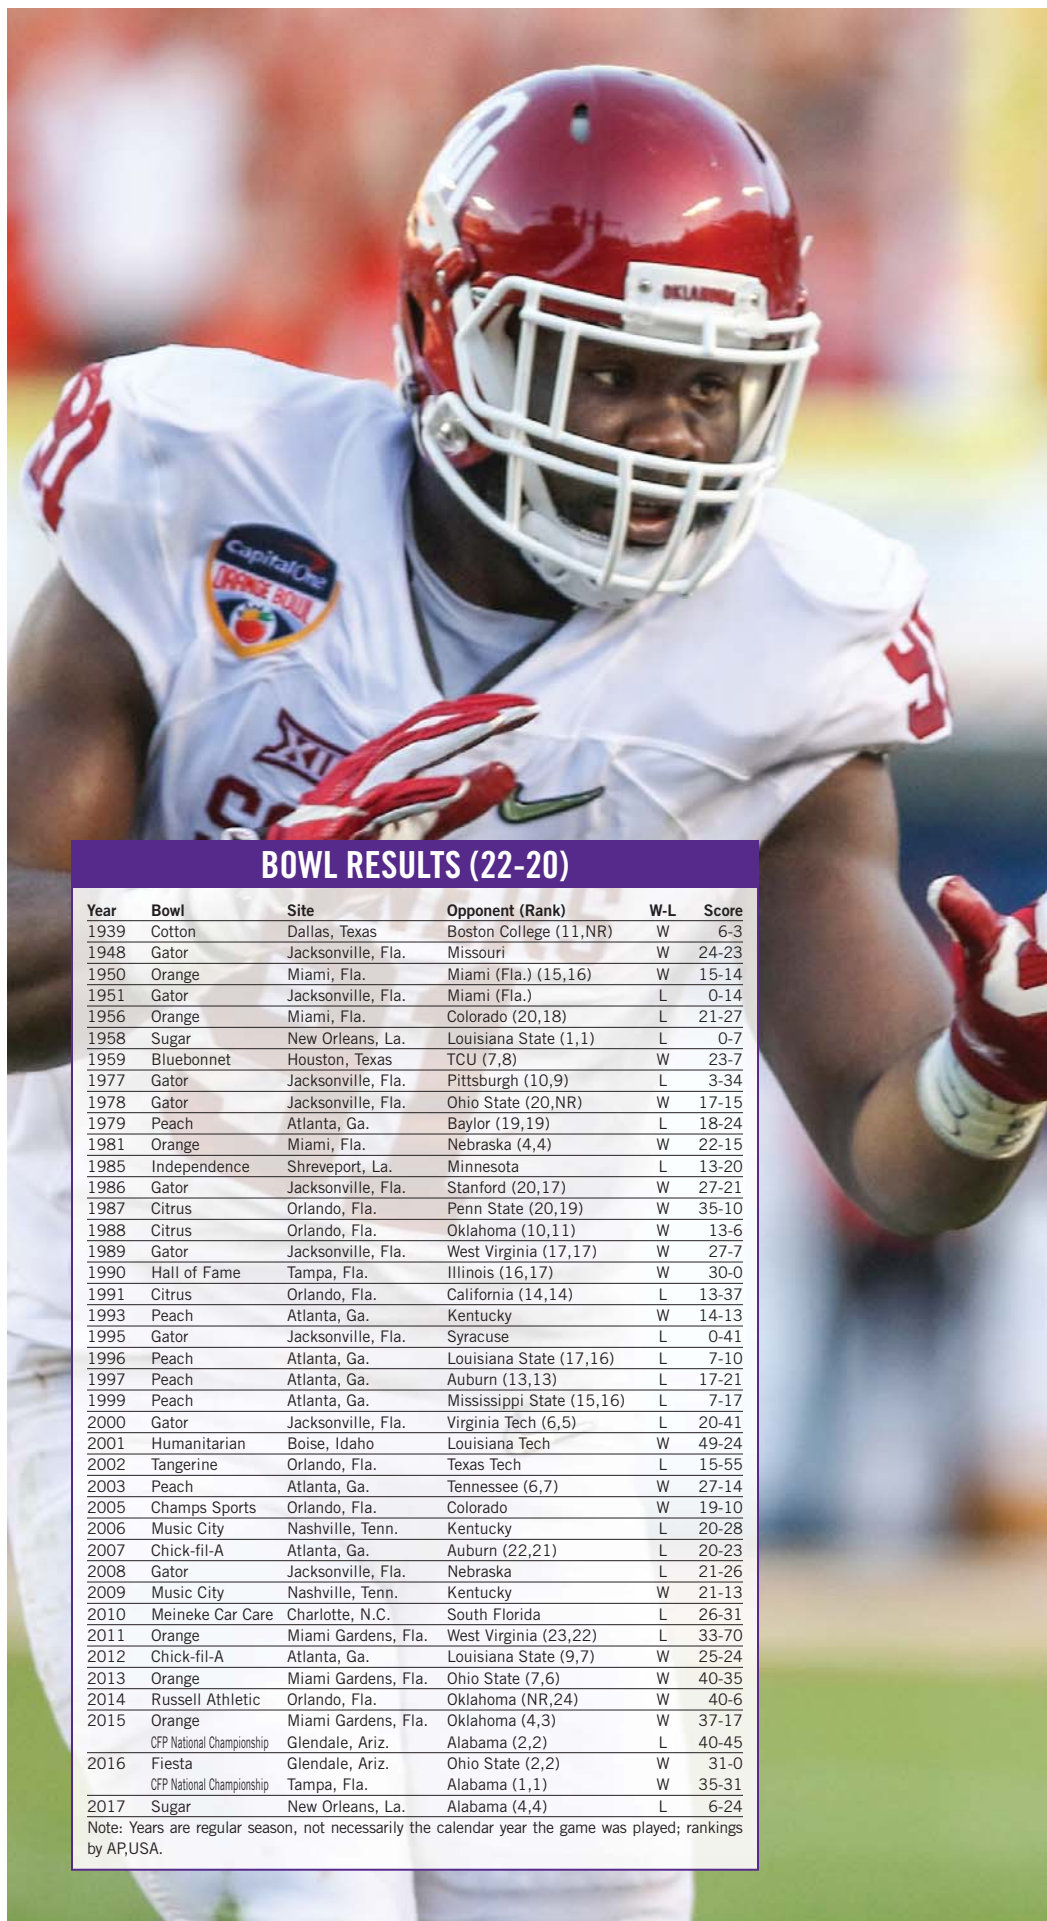 OKLAHOMA
91
CapitalOne
ORANGE BOWL
XII
BOWL RESULTS (22-20)
Year Bowl Site Opponent (Rank) W-L Score
1939 Cotton Dallas, Texas Boston College (11,NR) W 6-3
1948 Gator Jacksonville, Fla. Missouri W 24-23
1950 Orange Miami, Fla. Miami (Fla.) (15,16) W 15-14
1951 Gator Jacksonville, Fla. Miami (Fla.) L 0-14
1956 Orange Miami, Fla. Colorado (20,18) L 21-27
1958 Sugar New Orleans, La. Louisiana State (1,1) L 0-7
1959 Bluebonnet Houston, Texas TCU (7,8) W 23-7
1977 Gator Jacksonville, Fla. Pittsburgh (10,9) L 3-34
1978 Gator Jacksonville, Fla. Ohio State (20,NR) W 17-15
1979 Peach Atlanta, Ga. Baylor (19,19) L 18-24
1981 Orange Miami, Fla. Nebraska (4,4) W 22-15
1985 Independence Shreveport, La. Minnesota L 13-20
1986 Gator Jacksonville, Fla. Stanford (20,17) W 27-21
1987 Citrus Orlando, Fla. Penn State (20,19) W 35-10
1988 Citrus Orlando, Fla. Oklahoma (10,11) W 13-6
1989 Gator Jacksonville, Fla. West Virginia (17,17) W 27-7
1990 Hall of Fame Tampa, Fla. Illinois (16,17) W 30-0
1991 Citrus Orlando, Fla. California (14,14) L 13-37
1993 Peach Atlanta, Ga. Kentucky W 14-13
1995 Gator Jacksonville, Fla. Syracuse L 0-41
1996 Peach Atlanta, Ga. Louisiana State (17,16) L 7-10
1997 Peach Atlanta, Ga. Auburn (13,13) L 17-21
1999 Peach Atlanta, Ga. Mississippi State (15,16) L 7-17
2000 Gator Jacksonville, Fla. Virginia Tech (6,5) L 20-41
2001 Humanitarian Boise, Idaho Louisiana Tech W 49-24
2002 Tangerine Orlando, Fla. Texas Tech L 15-55
2003 Peach Atlanta, Ga. Tennessee (6,7) W 27-14
2005 Champs Sports Orlando, Fla. Colorado W 19-10
2006 Music City Nashville, Tenn. Kentucky L 20-28
2007 Chick-fil-A Atlanta, Ga. Auburn (22,21) L 20-23
2008 Gator Jacksonville, Fla. Nebraska L 21-26
2009 Music City Nashville, Tenn. Kentucky W 21-13
2010 Meineke Car Care Charlotte, N.C. South Florida L 26-31
2011 Orange Miami Gardens, Fla. West Virginia (23,22) L 33-70
2012 Chick-fil-A Atlanta, Ga. Louisiana State (9,7) W 25-24
2013 Orange Miami Gardens, Fla. Ohio State (7,6) W 40-35
2014 Russell Athletic Orlando, Fla. Oklahoma (NR,24) W 40-6
2015 Orange Miami Gardens, Fla. Oklahoma (4,3) W 37-17
CFP National Championship Glendale, Ariz. Alabama (2,2) L 40-45
2016 Fiesta Glendale, Ariz. Ohio State (2,2) W 31-0
CFP National Championship Tampa, Fla. Alabama (1,1) W 35-31
2017 Sugar New Orleans, La. Alabama (4,4) L 6-24
Note: Years are regular season, not necessarily the calendar year the game was played; rankings
by AP,USA.